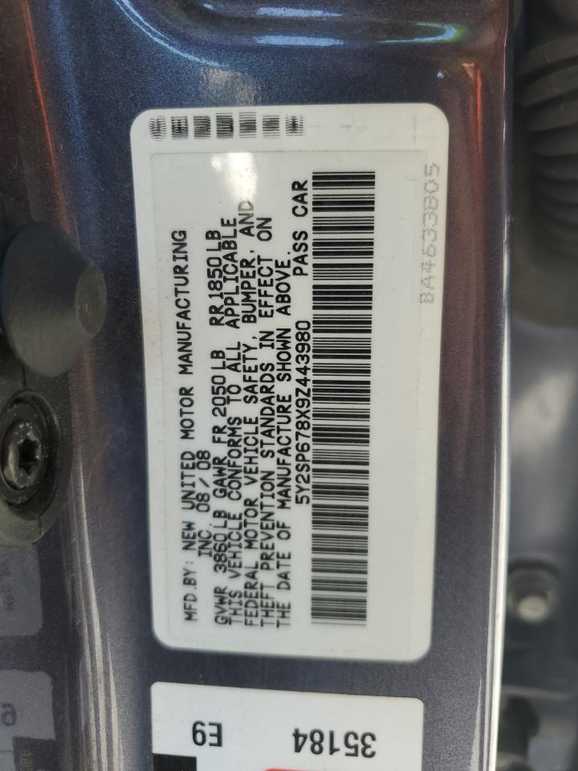 MFD.BY: NEW UNITED MOTOR MANUFACTURING
INC. 08/08
GVWR 3860LB GAWR FR 2050LB RR1850LB
THIS VEHICLE CONFORMS TO ALL APPLICABLE
FEDERAL MOTOR VEHICLE SAFETY, BUMPER, AND
THEFT PREVENTION STANDARDS IN EFFECT ON
THE DATE OF MANUFACTURE SHOWN ABOVE.
5Y2SP678X9Z443980 PASS CAR
BA4633B05
E9
35184